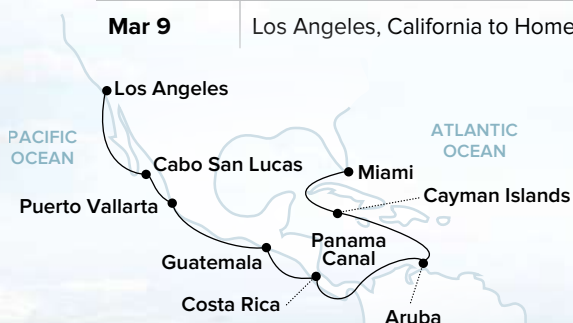 Mar 9
Los Angeles, California to Home
Los Angeles
PACIFIC
OCEAN
ATLANTIC
OCEAN
Cabo San Lucas
Miami
Cayman Islands
Puerto Vallarta
Panama
Canal
Guatemala
Costa Rica
Aruba